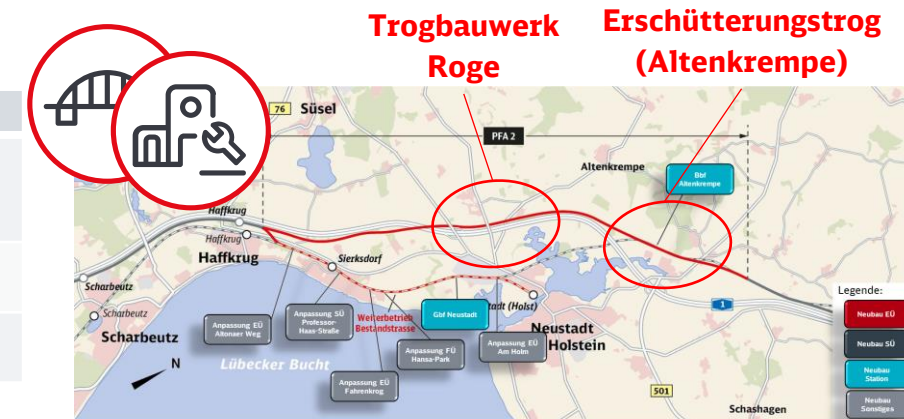 Trogbauwerk
Roge
Erschütterungstrog
(Altenkrempe)
76
Süsel
PFA 2
Altenkrempe
Bbf
Altenkrempe
Haffkrug
Haffkrug
Haffkrug
Sierksdorf
Scharbeutz
Scharbeutz
Scharbeutz
Anpassung EÜ
Altonaer Weg
Anpassung SÜ
Professor-
Haas-Straße
Weiterbetrieb
Bestandstrasse
Gbf Neustadt
tadt (Holst)
Neustadt
Holstein
Anpassung FÜ
Hansa-Park
Anpassung EÜ
Am Holm
Anpassung EÜ
Fahrenkrog
Lübecker Bucht
N
1
501
Schashagen
Legende:
Neubau EÜ
Neubau SÜ
Neubau
Station
Neubau
Sonstiges